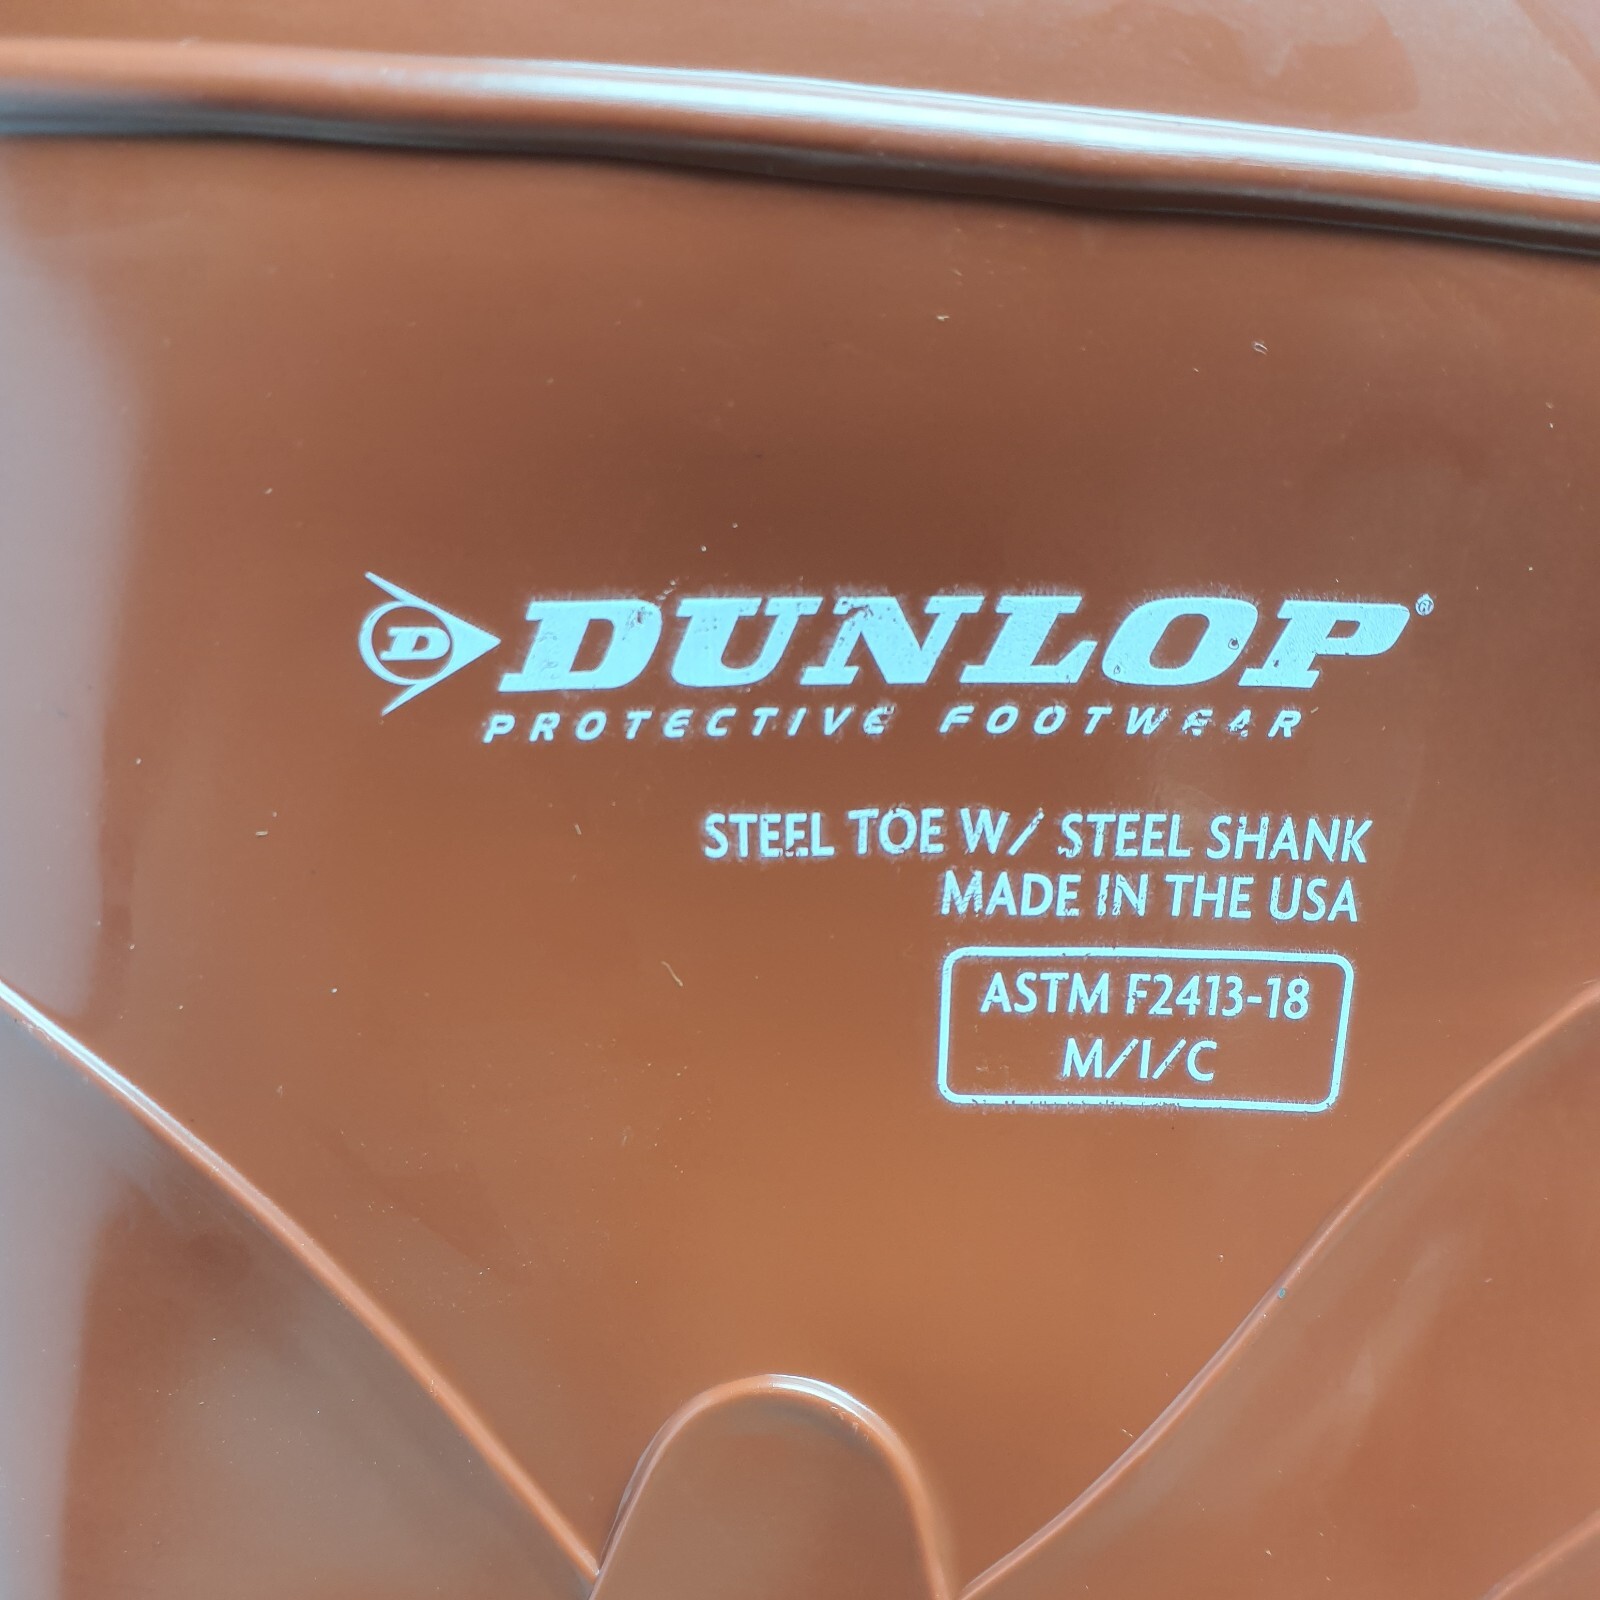 D DUNLOP®
PROTECTIVE FOOTWEAR
STEEL TOE W/ STEEL SHANK
MADE IN THE USA
ASTM F2413-18
M/I/C